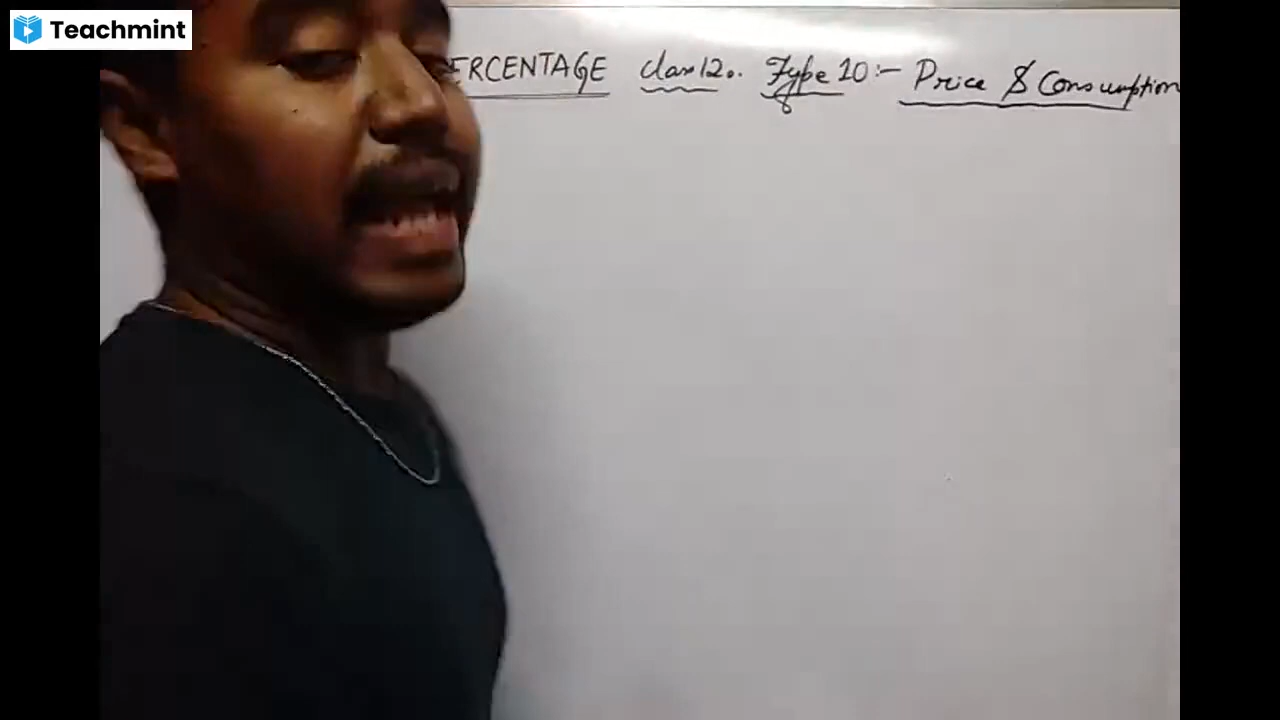 Teachmint
ERCENTAGE Class 12. Type 10:- Price & Consumption